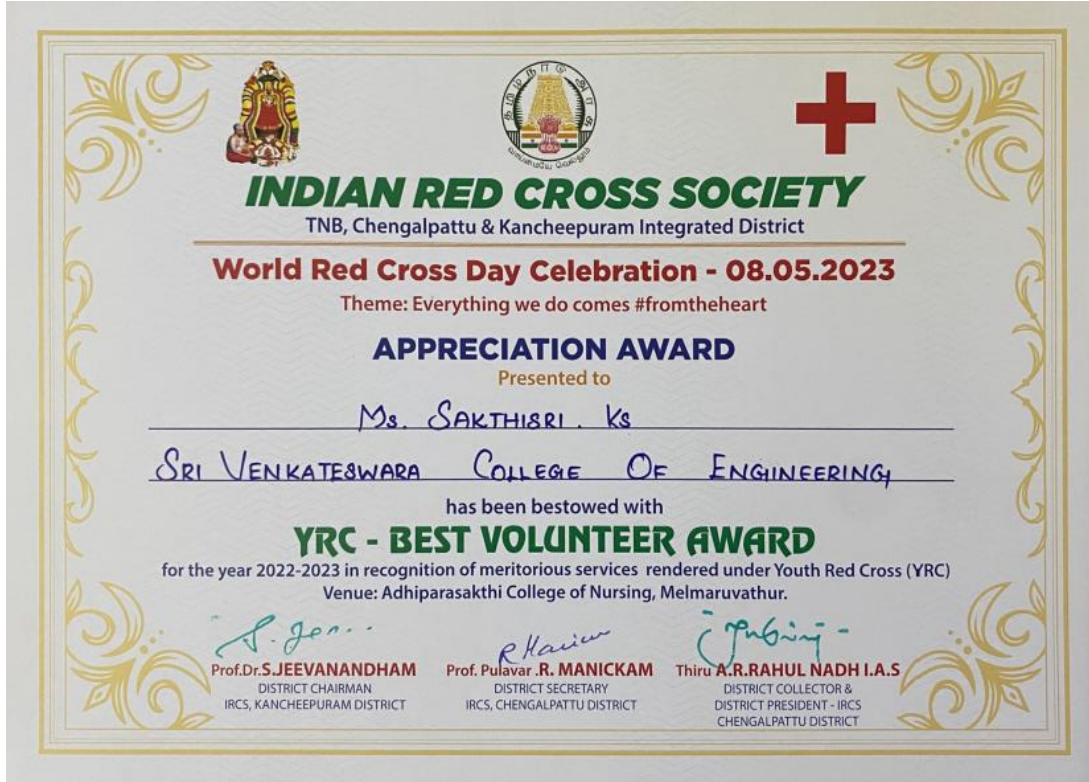 தமிழ்நாடு அரசு
வாய்மையே வெல்லும்
INDIAN RED CROSS SOCIETY
TNB, Chengalpattu & Kancheepuram Integrated District
World Red Cross Day Celebration - 08.05.2023
Theme: Everything we do comes #fromtheheart
APPRECIATION AWARD
Presented to
Ms. SAKTHISRI. KS
SRI VENKATESWARA COLLEGE OF ENGINEERING
has been bestowed with
YRC - BEST VOLUNTEER AWARD
for the year 2022-2023 in recognition of meritorious services rendered under Youth Red Cross (YRC)
Venue: Adhiparasakthi College of Nursing, Melmaruvathur.
Prof.Dr.S.JEEVANANDHAM Prof. Pulavar .R. MANICKAM Thiru A.R.RAHUL NADH I.A.S
DISTRICT CHAIRMAN DISTRICT SECRETARY DISTRICT COLLECTOR &
IRCS, KANCHEEPURAM DISTRICT IRCS, CHENGALPATTU DISTRICT DISTRICT PRESIDENT - IRCS
CHENGALPATTU DISTRICT